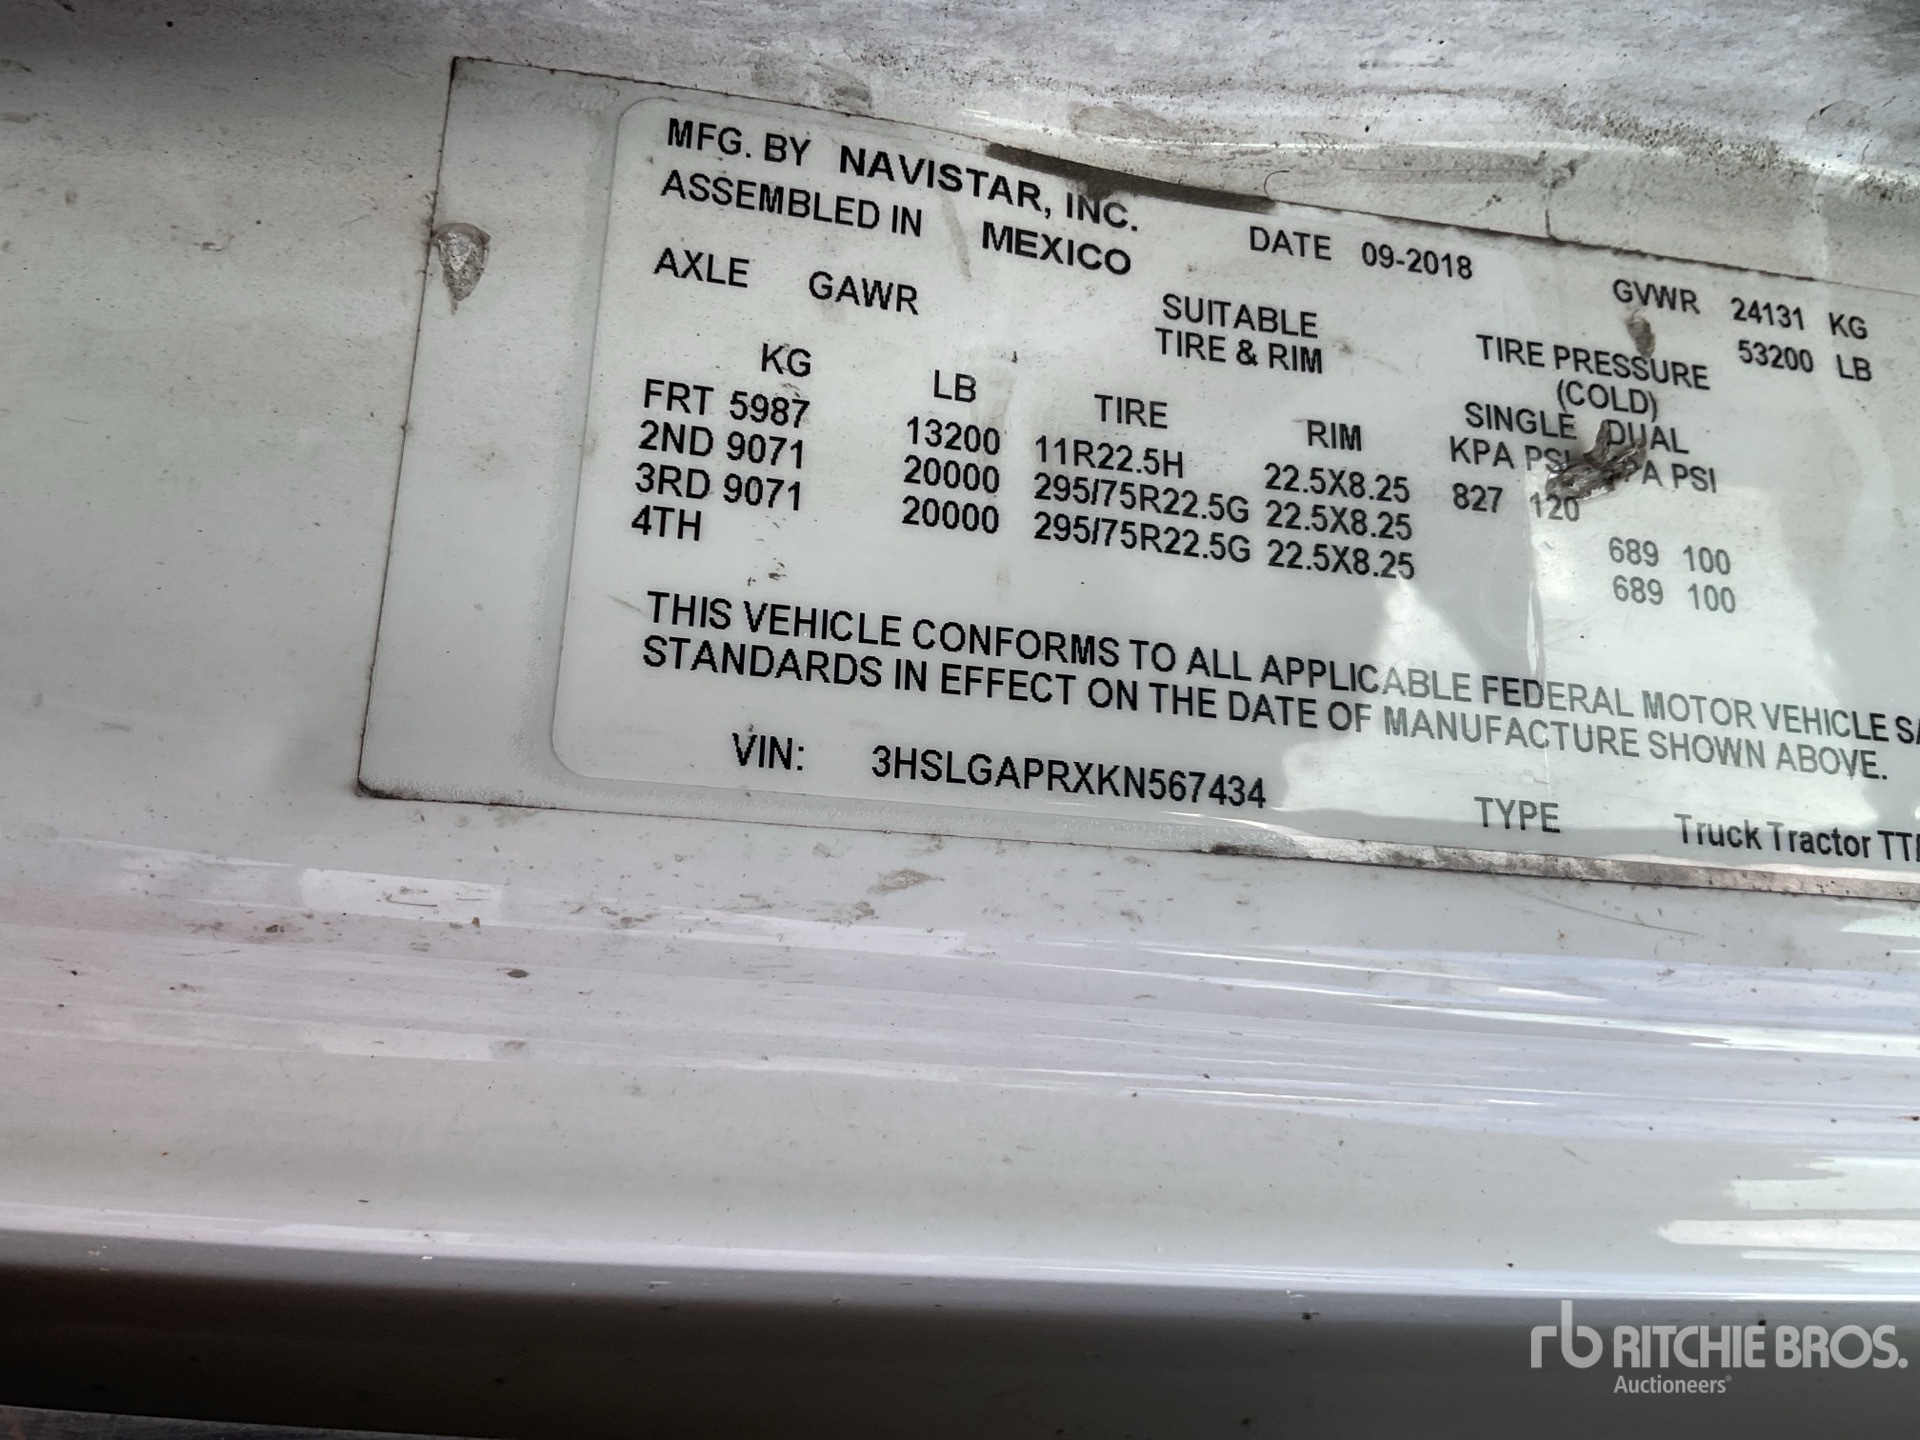 MFG. BY NAVISTAR, INC.
ASSEMBLED IN MEXICO DATE 09-2018
GVWR 24131 KG
53200 LB
AXLE GAWR SUITABLE TIRE PRESSURE
TIRE & RIM (COLD)
SINGLE DUAL
KG LB TIRE RIM KPA PSI PSI
FRT 5987 13200 11R22.5H 22.5X8.25 827 120
2ND 9071 20000 295/75R22.5G 22.5X8.25 689 100
3RD 9071 20000 295/75R22.5G 22.5X8.25 689 100
4TH
THIS VEHICLE CONFORMS TO ALL APPLICABLE FEDERAL MOTOR VEHICLE
STANDARDS IN EFFECT ON THE DATE OF MANUFACTURE SHOWN ABOVE.
VIN: 3HSLGAPRXKN567434 TYPE Truck Tractor
rb RITCHIE BROS.
Auctioneers®